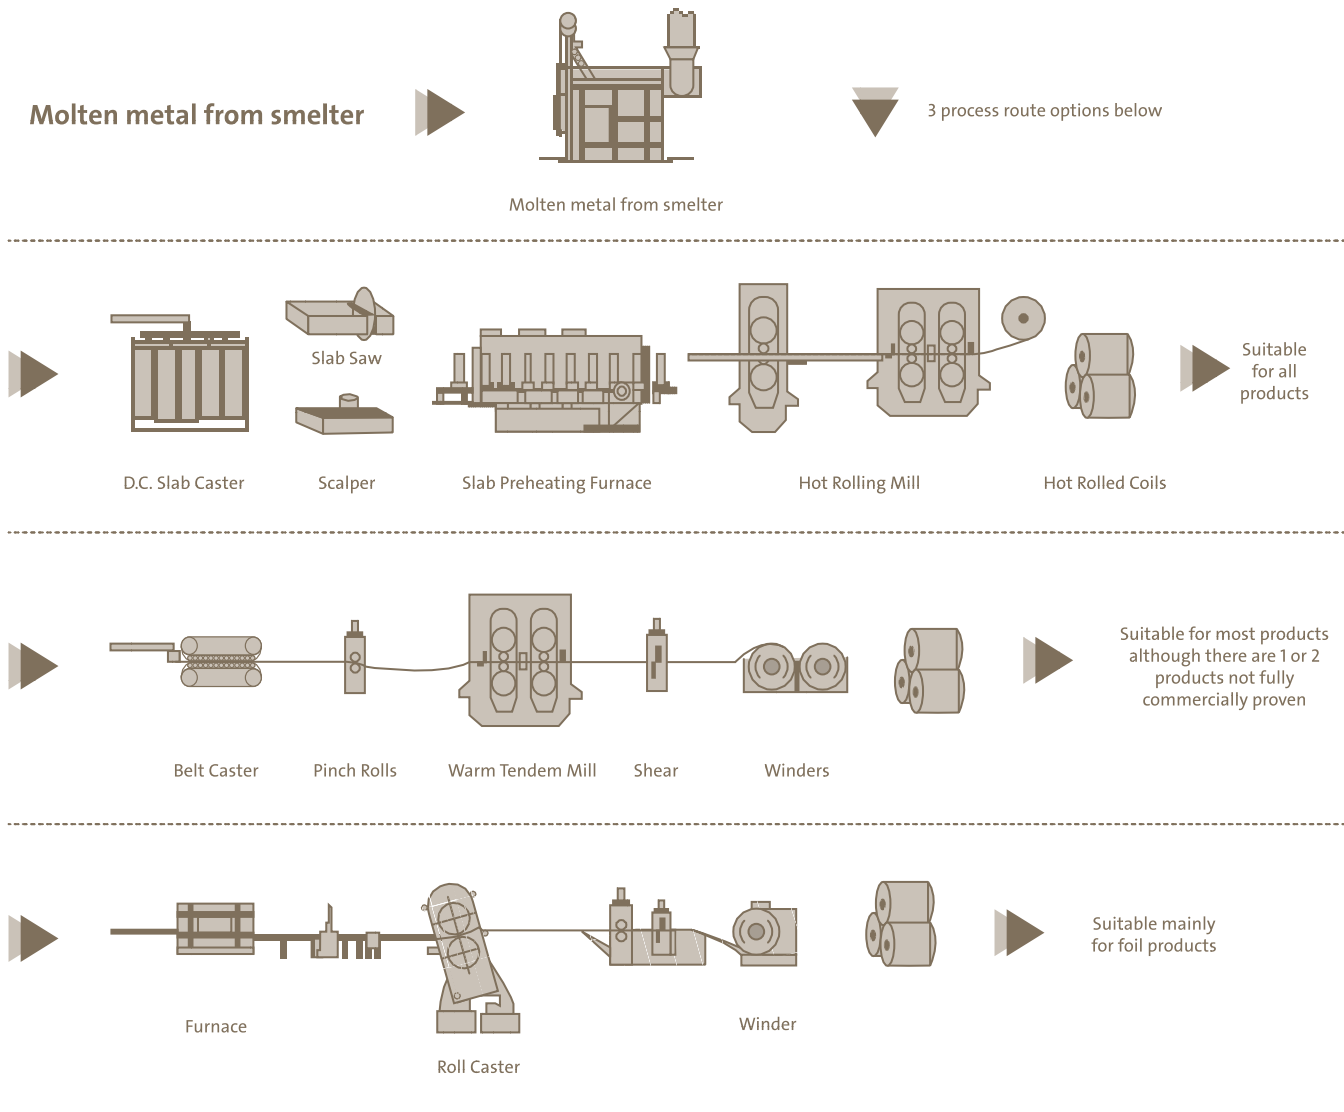 Molten metal from smelter
3 process route options below
Molten metal from smelter
Slab Saw
Suitable
for all
products
D.C. Slab Caster
Scalper
Slab Preheating Furnace
Hot Rolling Mill
Hot Rolled Coils
Suitable for most products
although there are 1 or 2
products not fully
commercially proven
Belt Caster
Pinch Rolls
Warm Tendem Mill
Shear
Winders
Suitable mainly
for foil products
Furnace
Winder
Roll Caster